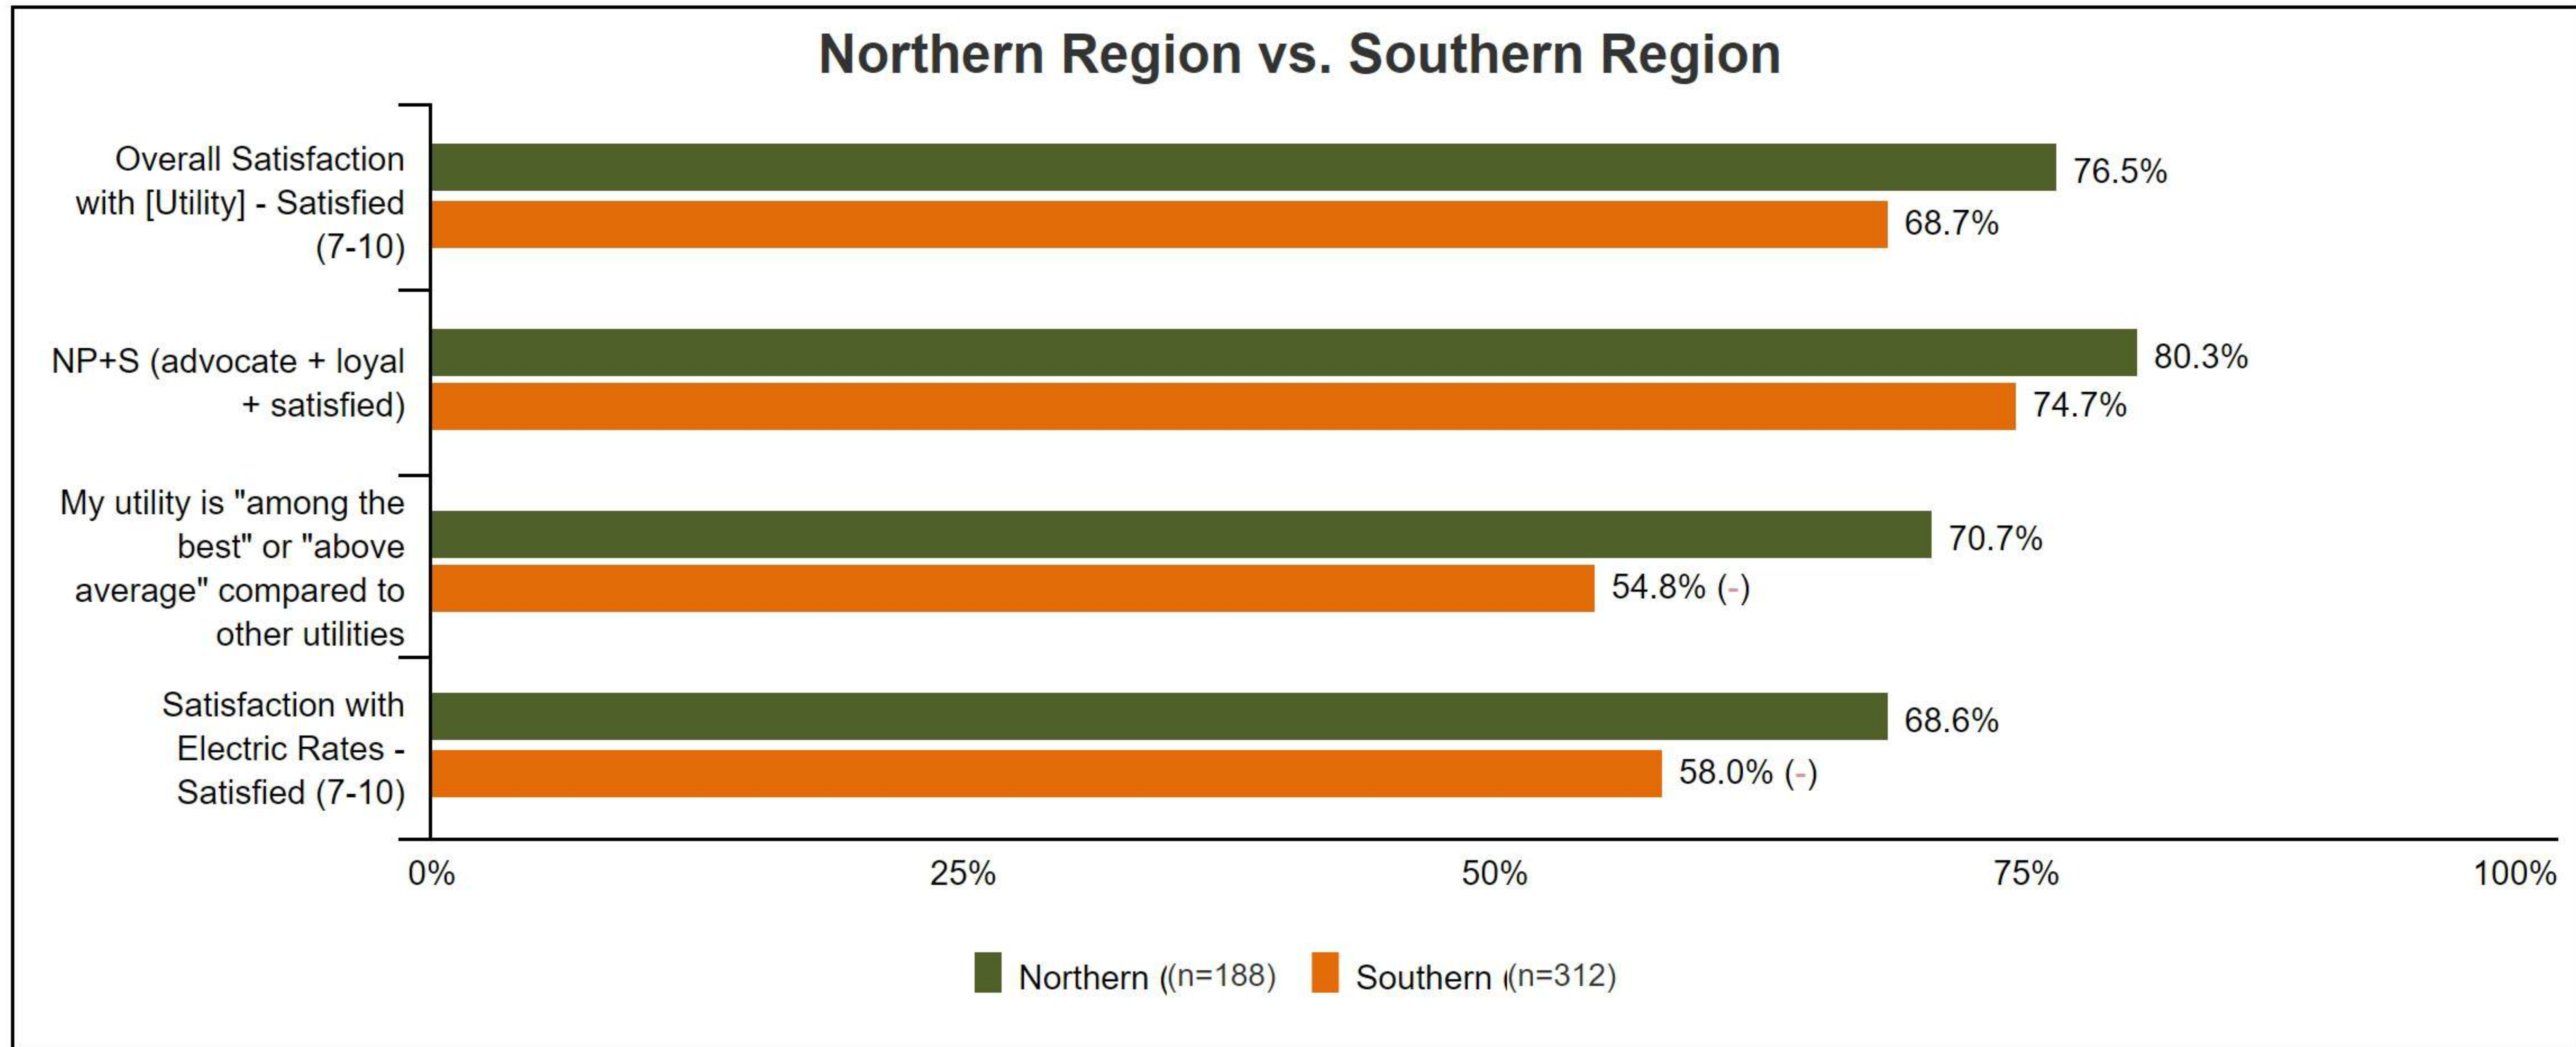 Northern Region vs. Southern Region
Overall Satisfaction
with [Utility] - Satisfied
(7-10)
76.5%
68.7%
NP+S (advocate + loyal
+ satisfied)
80.3%
74.7%
My utility is "among the
best" or "above
average" compared to
other utilities
70.7%
54.8% (-)
Satisfaction with
Electric Rates -
Satisfied (7-10)
68.6%
58.0% (-)
0% 25% 50% 75% 100%
Northern ((n=188) Southern ((n=312)